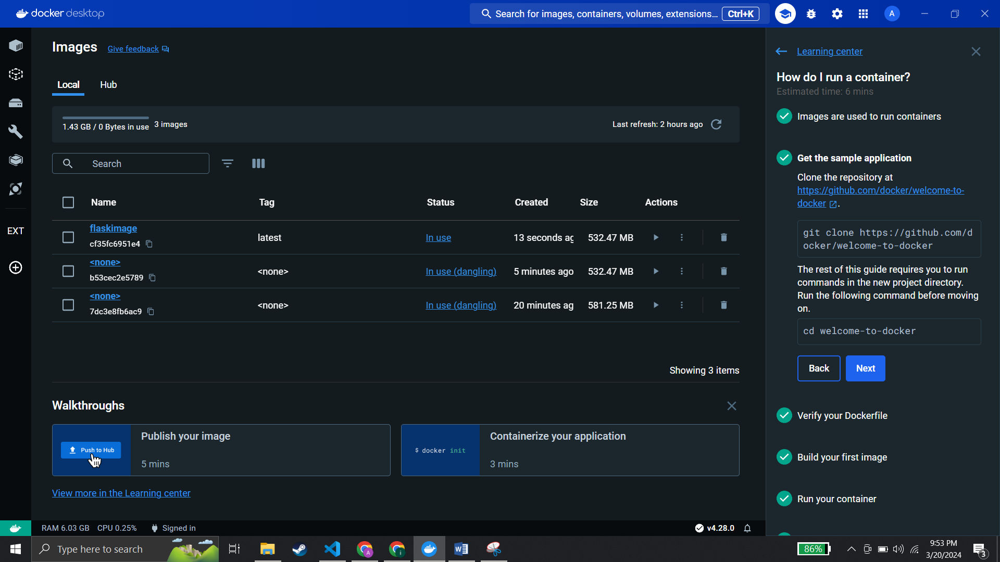 docker desktop
Search for images, containers, volumes, extensions... Ctrl+K
A
Images Give feedback
Local Hub
1.43 GB / 0 Bytes in use 3 images
Last refresh: 2 hours ago
Search
Name Tag Status Created Size Actions
flaskimage
cf35fc6951e4
latest In use 13 seconds ag 532.47 MB
<none>
b53cec2e5789
<none> In use (dangling) 5 minutes ago 532.47 MB
<none>
7dc3e8fb6ac9
<none> In use (dangling) 20 minutes ag 581.25 MB
Showing 3 items
Walkthroughs
Push to Hub
Publish your image
5 mins
$ docker init
Containerize your application
3 mins
View more in the Learning center
EXT
Learning center
How do I run a container?
Estimated time: 6 mins
Images are used to run containers
Get the sample application
Clone the repository at
https://github.com/docker/welcome-to-
docker .
git clone https://github.com/d
ocker/welcome-to-docker
The rest of this guide requires you to run
commands in the new project directory.
Run the following command before moving
on.
cd welcome-to-docker
Back Next
Verify your Dockerfile
Build your first image
Run your container
RAM 6.03 GB CPU 0.25% Signed in
v4.28.0
Type here to search
86%
9:53 PM
3/20/2024
3